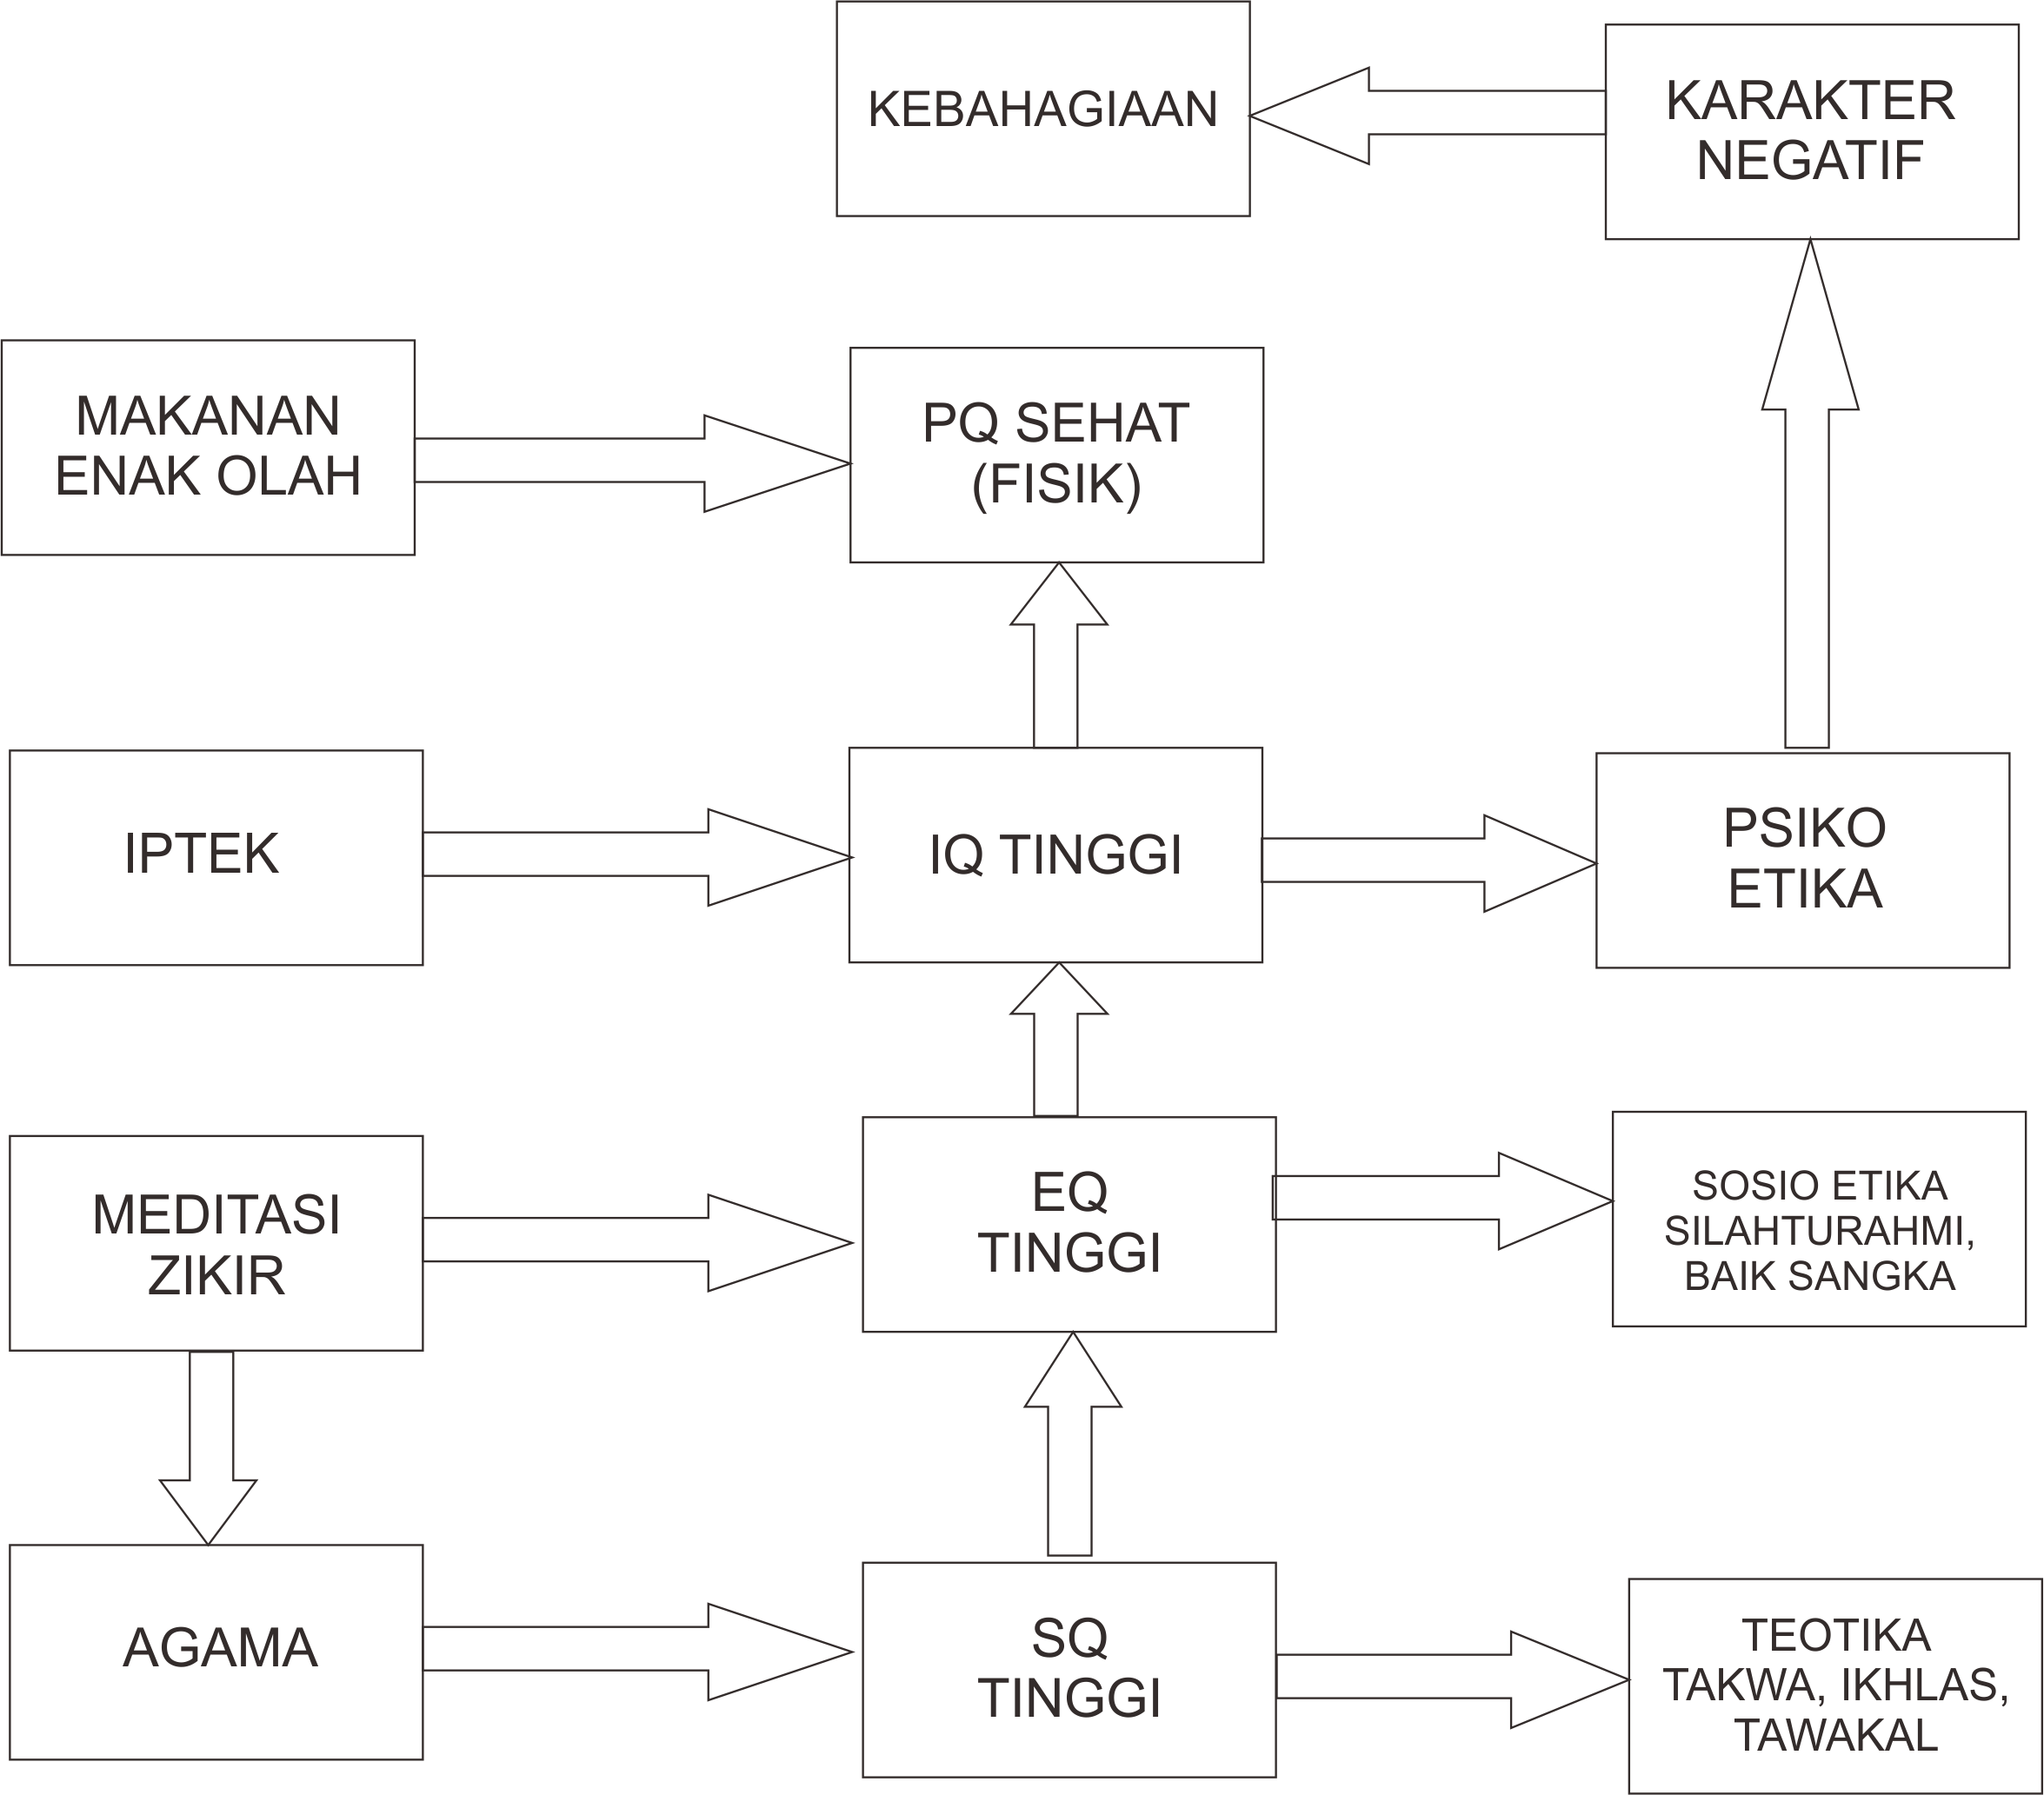 KEBAHAGIAAN
KARAKTER
NEGATIF
MAKANAN
ENAK OLAH
PQ SEHAT
(FISIK)
IPTEK
IQ TINGGI
PSIKO
ETIKA
MEDITASI
ZIKIR
EQ
TINGGI
SOSIO ETIKA
SILAHTURAHMI,
BAIK SANGKA
AGAMA
SQ
TINGGI
TEOTIKA
TAKWA, IKHLAS,
TAWAKAL